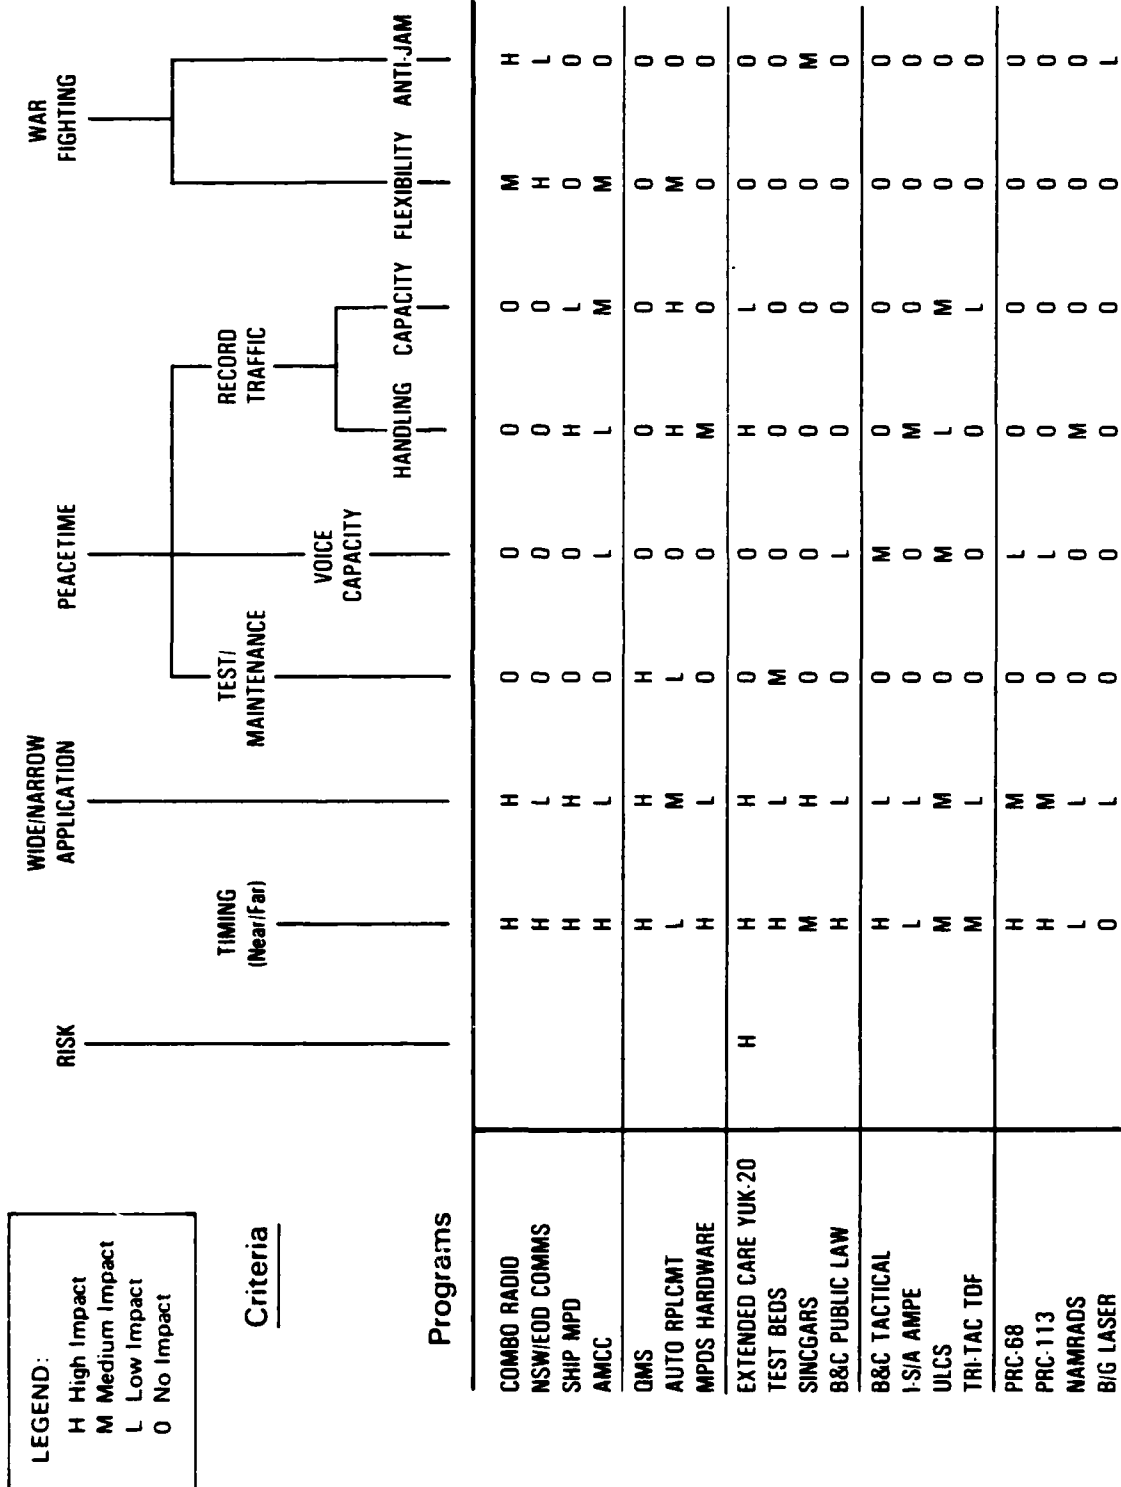 LEGEND:
H High Impact
M Medium Impact
L Low Impact
0 No Impact
Criteria
Programs
RISK
TIMING
(Near/Far)
WIDE/NARROW
APPLICATION
PEACETIME
WAR
FIGHTING
TEST/
MAINTENANCE
VOICE
CAPACITY
RECORD
TRAFFIC
HANDLING CAPACITY FLEXIBILITY ANTI-JAM
COMBO RADIO H H 0 0 0 0 M H
NSW/EOD COMMS H L 0 0 0 0 H L
SHIP MPD H H 0 0 H L 0 0
AMCC H L 0 L L M M 0
QMS H H H 0 0 0 0 0
AUTO RPLCMT L M L 0 H H M 0
MPDS HARDWARE H L 0 0 M 0 0 0
EXTENDED CARE YUK-20 H H H 0 0 H L 0 0
TEST BEDS H L M 0 0 0 0 0
SINCGARS M H 0 0 0 0 0 M
B&C PUBLIC LAW H L 0 L 0 0 0 0
B&C TACTICAL H L 0 M 0 0 0 0
I-S/A AMPE L L 0 0 M 0 0 0
ULCS M M 0 M L M 0 0
TRI-TAC TDF M L 0 0 0 L 0 0
PRC-68 H M 0 L 0 0 0 0
PRC-113 H M 0 L 0 0 0 0
NAMRADS L L 0 0 M 0 0 0
B/G LASER 0 L 0 0 0 0 0 L